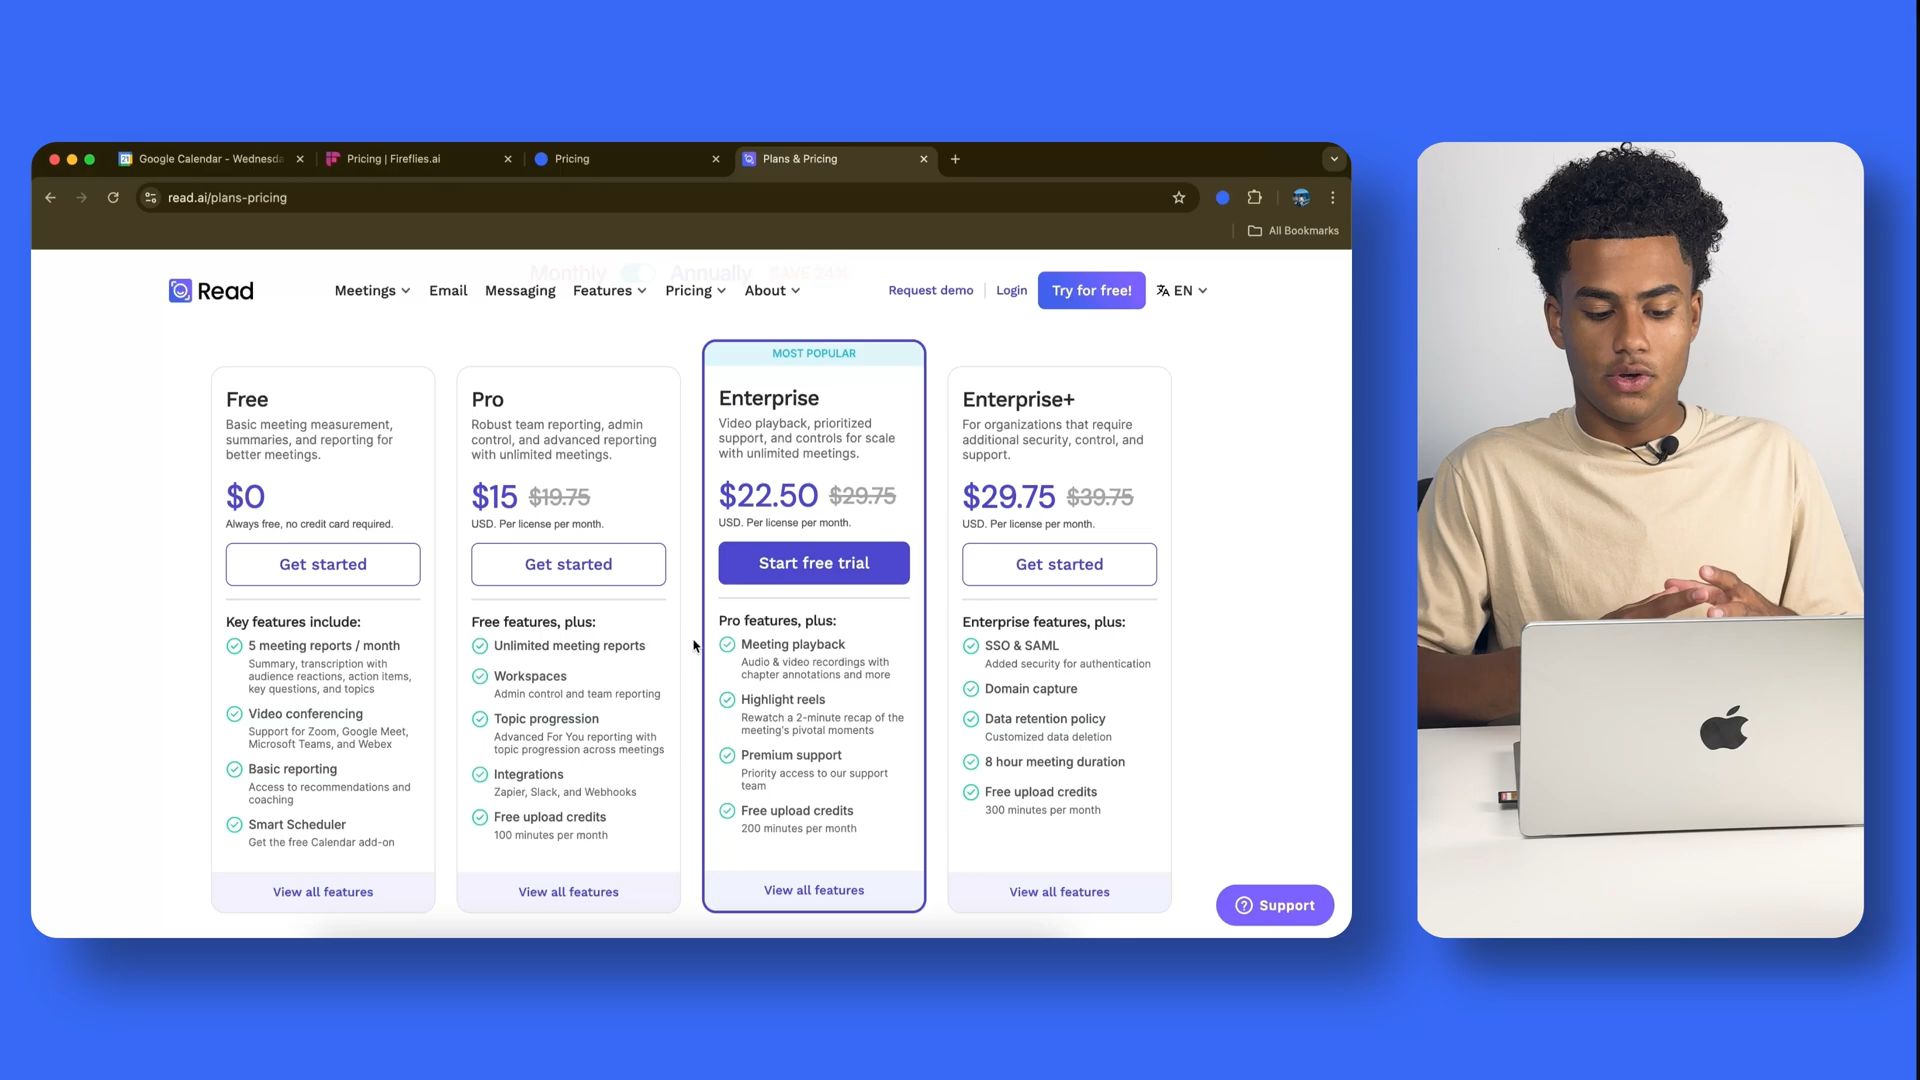 Google Calendar - Wednesda
Pricing | Fireflies.ai
Pricing
Plans & Pricing
read.ai/plans-pricing
All Bookmarks
Monthly Annually SAVE 24%
Read
Meetings
Email
Messaging
Features
Pricing
About
Request demo
Login
Try for free!
EN
Free
Basic meeting measurement,
summaries, and reporting for
better meetings.
$0
Always free, no credit card required.
Get started
Key features include:
5 meeting reports / month
Summary, transcription with
audience reactions, action items,
key questions, and topics
Video conferencing
Support for Zoom, Google Meet,
Microsoft Teams, and Webex
Basic reporting
Access to recommendations and
coaching
Smart Scheduler
Get the free Calendar add-on
View all features
Pro
Robust team reporting, admin
control, and advanced reporting
with unlimited meetings.
$15 $19.75
USD. Per license per month.
Get started
Free features, plus:
Unlimited meeting reports
Workspaces
Admin control and team reporting
Topic progression
Advanced For You reporting with
topic progression across meetings
Integrations
Zapier, Slack, and Webhooks
Free upload credits
100 minutes per month
View all features
MOST POPULAR
Enterprise
Video playback, prioritized
support, and controls for scale
with unlimited meetings.
$22.50 $29.75
USD. Per license per month.
Start free trial
Pro features, plus:
Meeting playback
Audio & video recordings with
chapter annotations and more
Highlight reels
Rewatch a 2-minute recap of the
meeting's pivotal moments
Premium support
Priority access to our support
team
Free upload credits
200 minutes per month
View all features
Enterprise+
For organizations that require
additional security, control, and
support.
$29.75 $39.75
USD. Per license per month.
Get started
Enterprise features, plus:
SSO & SAML
Added security for authentication
Domain capture
Data retention policy
Customized data deletion
8 hour meeting duration
Free upload credits
300 minutes per month
View all features
Support